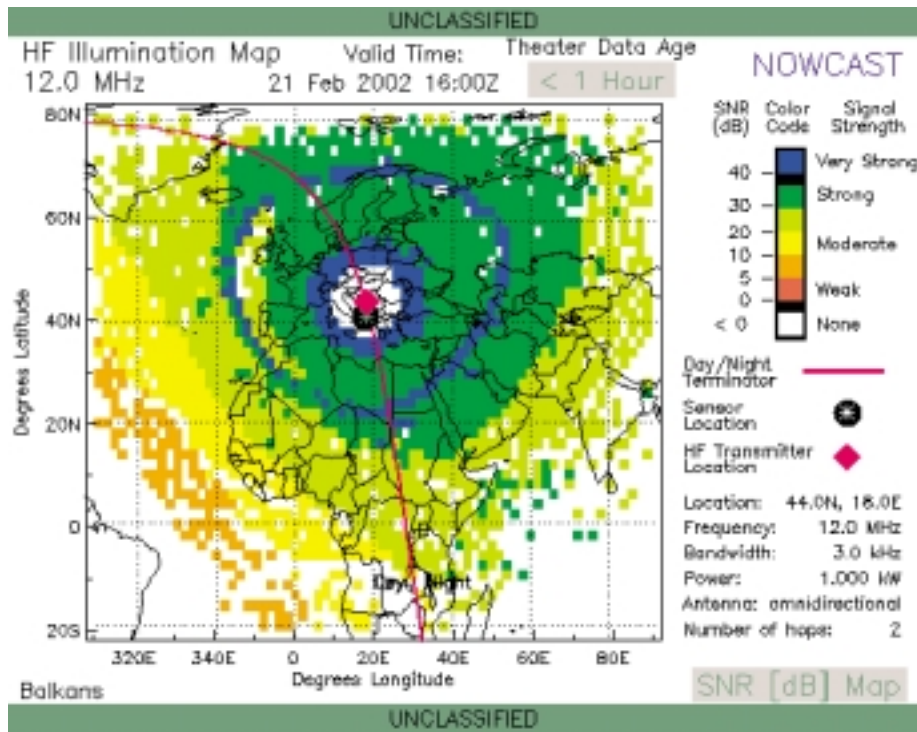 UNCLASSIFIED
HF Illumination Map
12.0 MHz
Valid Time:
21 Feb 2002 16:00Z
Theater Data Age
< 1 Hour
NOWCAST
SNR (dB)
Color Code
Signal Strength
40
30
20
10
5
0
< 0
Very Strong
Strong
Moderate
Weak
None
Day/Night
Terminator
Sensor
Location
HF Transmitter
Location
Location: 44.0N, 18.0E
Frequency: 12.0 MHz
Bandwidth: 3.0 kHz
Power: 1.000 kW
Antenna: omnidirectional
Number of hops: 2
80N
60N
40N
20N
0
20S
Degrees Latitude
Day
Night
320E 340E 0 20E 40E 60E 80E
Degrees Longitude
Balkans
SNR [dB] Map
UNCLASSIFIED